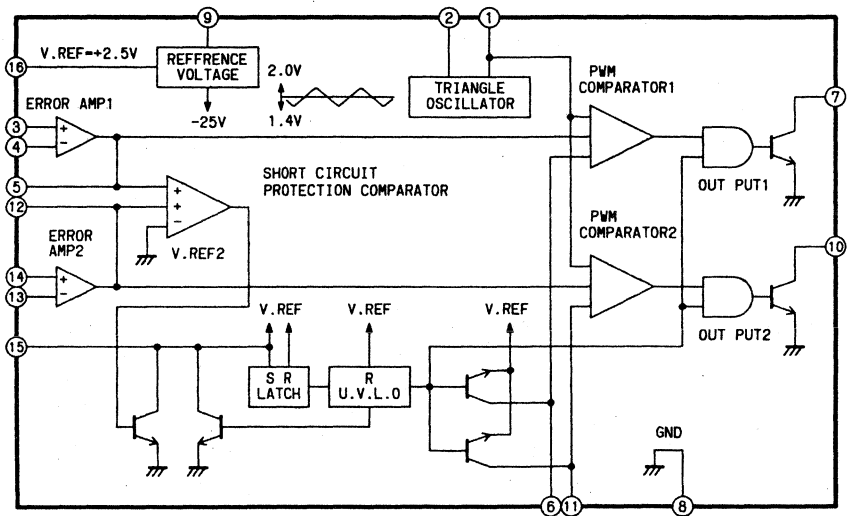 9
2
1
V.REF=+2.5V
16
REFFRENCE
VOLTAGE
2.0V
1.4V
-25V
TRIANGLE
OSCILLATOR
PWM
COMPARATOR1
7
ERROR AMP1
3
+
4
-
OUT PUT1
5
12
+
+
-
SHORT CIRCUIT
PROTECTION COMPARATOR
V.REF2
PWM
COMPARATOR2
10
ERROR
AMP2
14
+
13
-
OUT PUT2
V.REF
V.REF
V.REF
15
S R
LATCH
R
U.V.L.O
GND
6
11
8